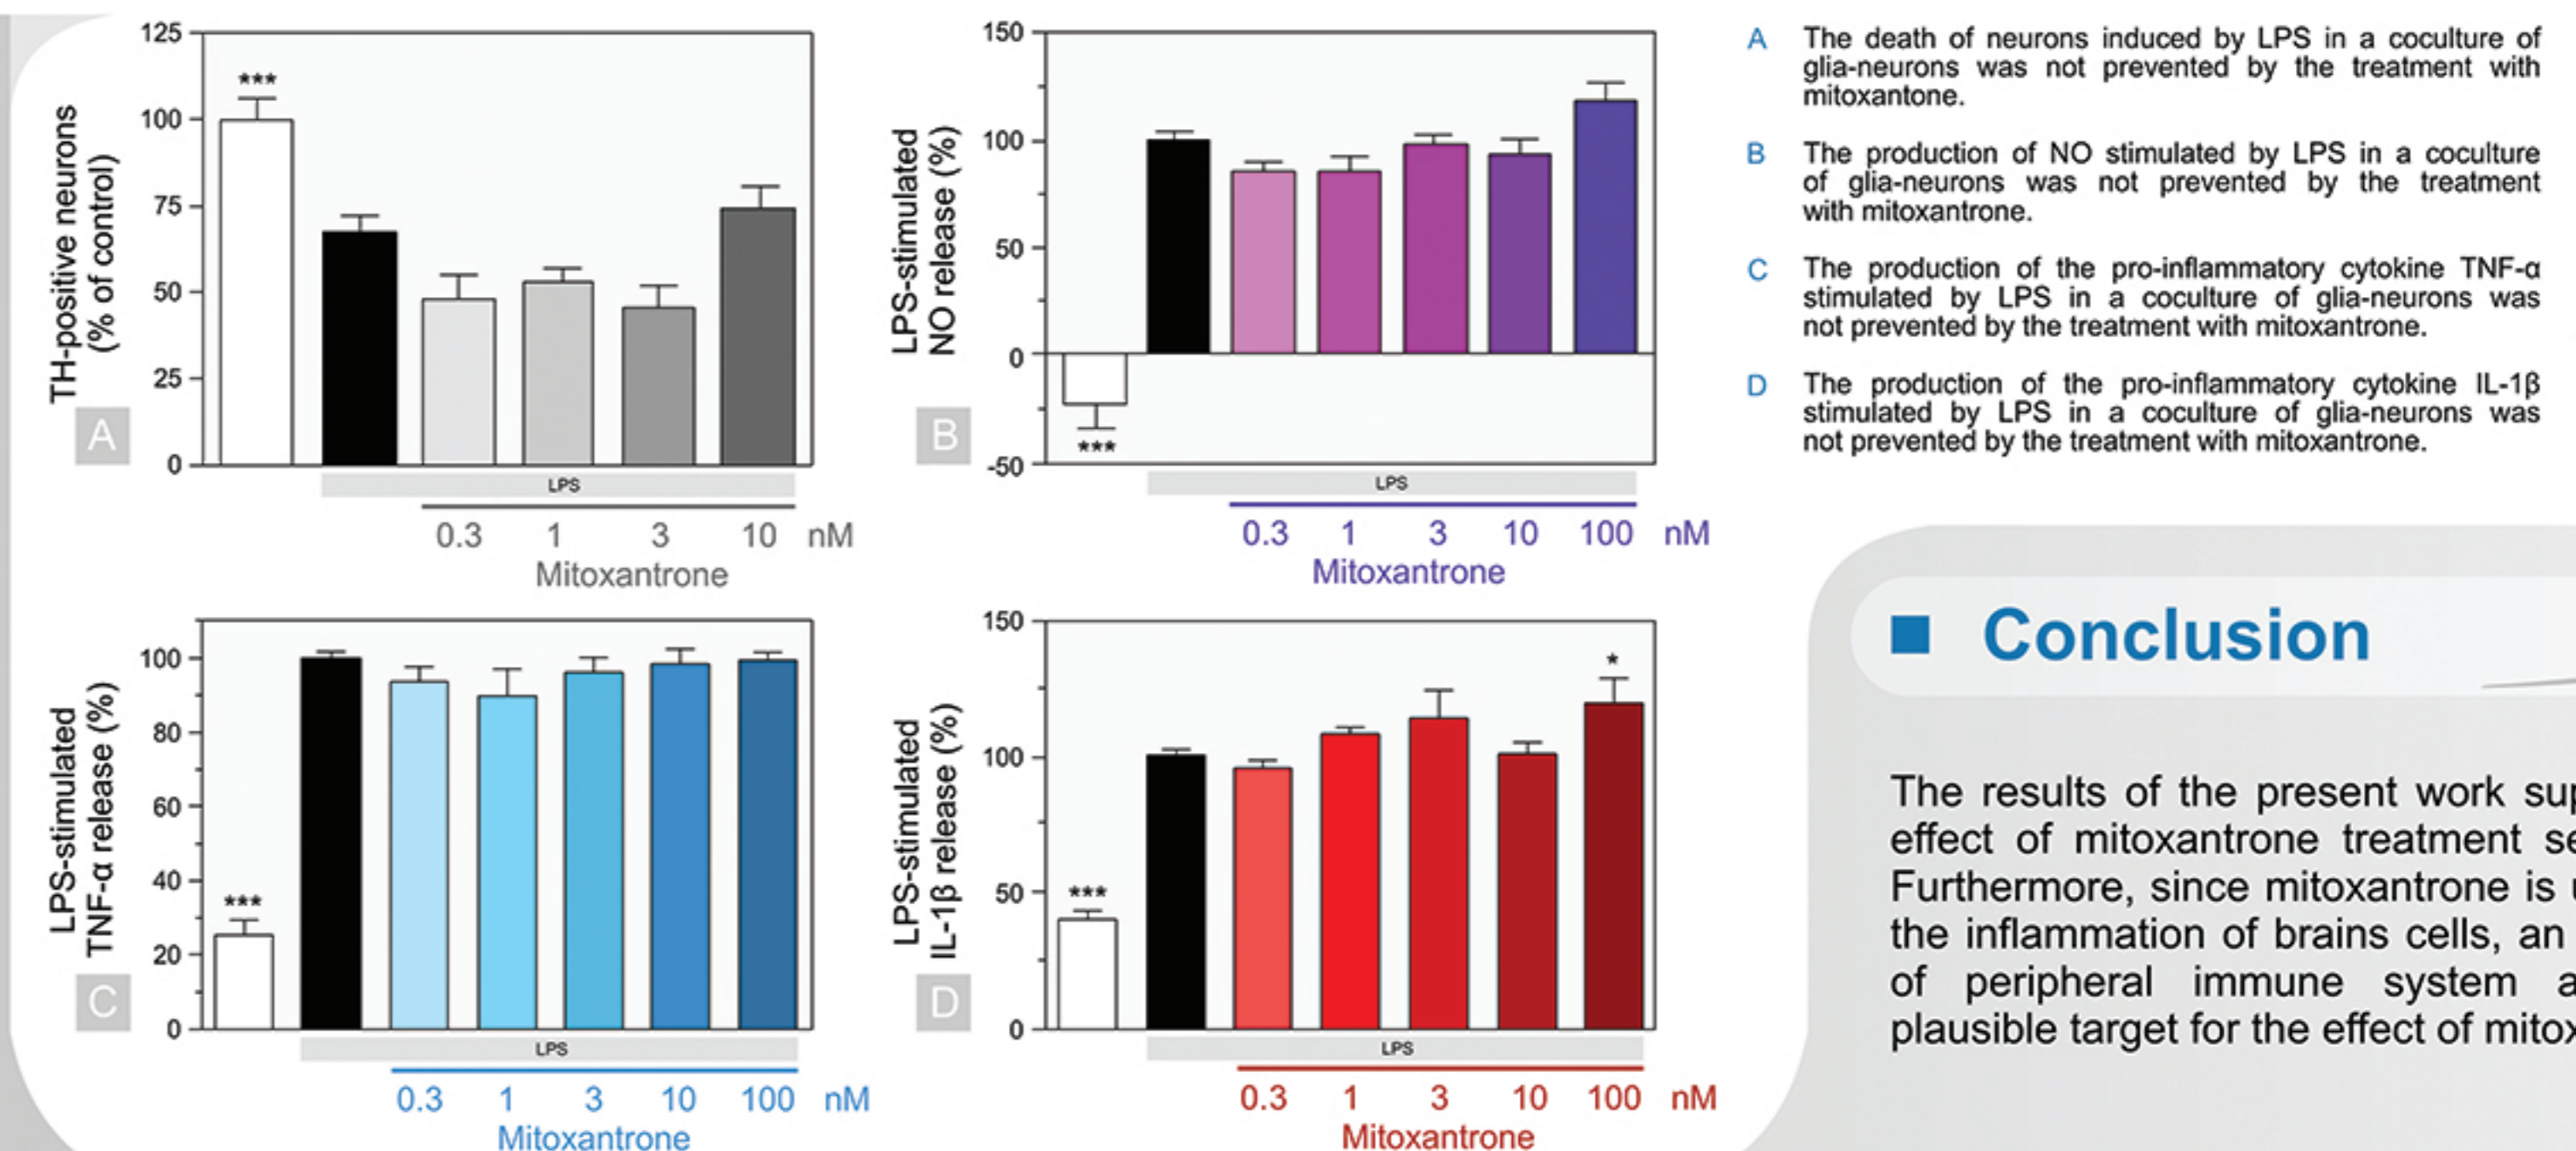 125
100
75
50
25
0
***
TH-positive neurons
(% of control)
A
LPS
0.3 1 3 10 nM
Mitoxantrone
150
100
50
0
-50
***
LPS-stimulated
NO release (%)
B
LPS
0.3 1 3 10 100 nM
Mitoxantrone
100
80
60
40
20
0
***
LPS-stimulated
TNF-α release (%)
C
LPS
0.3 1 3 10 100 nM
Mitoxantrone
150
100
50
0
***
*
LPS-stimulated
IL-1β release (%)
D
LPS
0.3 1 3 10 100 nM
Mitoxantrone
A The death of neurons induced by LPS in a coculture of
glia-neurons was not prevented by the treatment with
mitoxantone.
B The production of NO stimulated by LPS in a coculture
of glia-neurons was not prevented by the treatment
with mitoxantrone.
C The production of the pro-inflammatory cytokine TNF-α
stimulated by LPS in a coculture of glia-neurons was
not prevented by the treatment with mitoxantrone.
D The production of the pro-inflammatory cytokine IL-1β
stimulated by LPS in a coculture of glia-neurons was
not prevented by the treatment with mitoxantrone.
Conclusion
The results of the present work
effect of mitoxantrone treatment
Furthermore, since mitoxantrone is
the inflammation of brains cells, an
of peripheral immune system
plausible target for the effect of